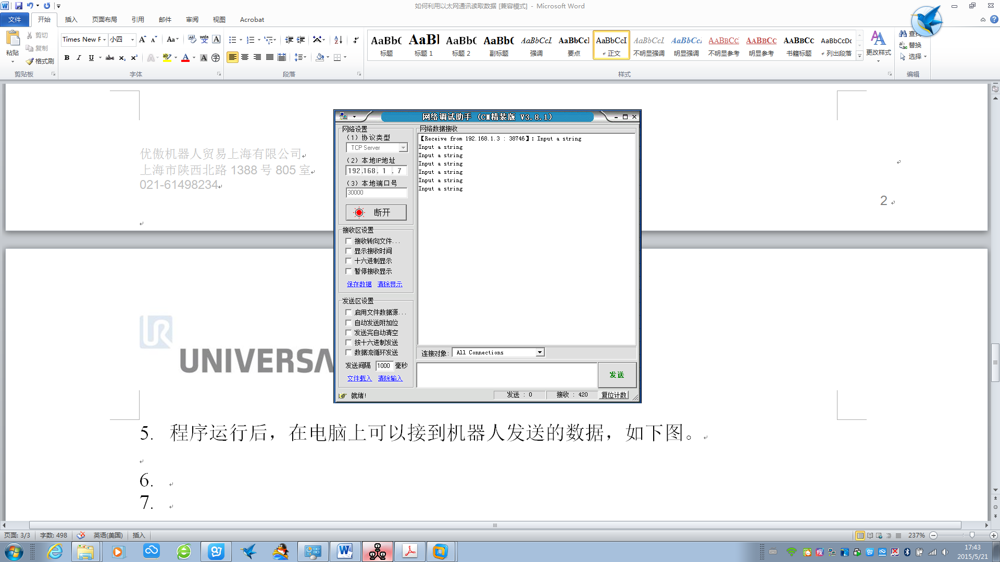 如何利用以太网通讯读取数据 [兼容模式] - Microsoft Word
文件 开始 插入 页面布局 引用 邮件 审阅 视图 Acrobat
粘贴 剪切 复制 格式刷
Times New F 小四
AaBbC 标题
AaBl 标题 1
AaBbC 标题 2
AaBbC 副标题
AaBbCcL 强调
AaBbCcl 要点
AaBbCcI 正文
AaBbCcL 不明显强调
AaBbCcL 明显强调
AaBbCc 不明显参考
AaBbCc 明显参考
AaBbCc 书籍标题
AaBbCcDc 列出段落
更改样式
查找
替换
选择
剪贴板 字体 段落 样式 编辑
优傲机器人贸易上海有限公司
上海市陕西北路 1388 号 805 室
021-61498234
2
网络调试助手 (CM精装版 V3.8.1)
网络设置
(1) 协议类型
TCP Server
(2) 本地IP地址
192.168. 1 . 7
(3) 本地端口号
30000
断开
接收区设置
接收转向文件...
显示接收时间
十六进制显示
暂停接收显示
保存数据 清除显示
发送区设置
启用文件数据源...
自动发送附加位
发送完自动清空
按十六进制发送
数据流循环发送
发送间隔 1000 毫秒
文件载入 清除输入
网络数据接收
【Receive from 192.168.1.3 : 38746】: Input a string
Input a string
Input a string
Input a string
Input a string
Input a string
Input a string
连接对象: All Connections
发送
就绪!
发送 : 0 接收 : 420 复位计数
UR
UNIVERSA
5. 程序运行后，在电脑上可以接到机器人发送的数据，如下图。
6.
7.
页面: 3/3 字数: 498 英语(美国) 插入
237%
17:43
2015/5/21